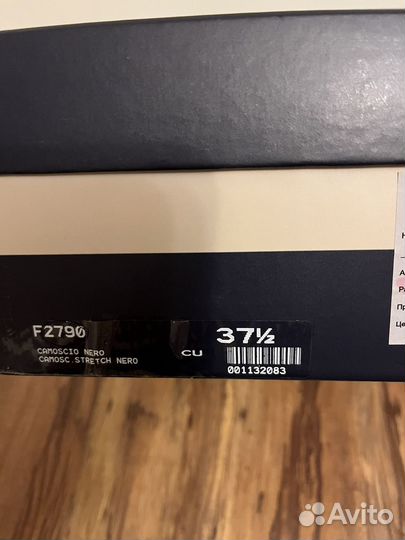 F2790
CAMOSCIO NERO
CAMOSC.STRETCH NERO
CU
37½
001132083
Avito